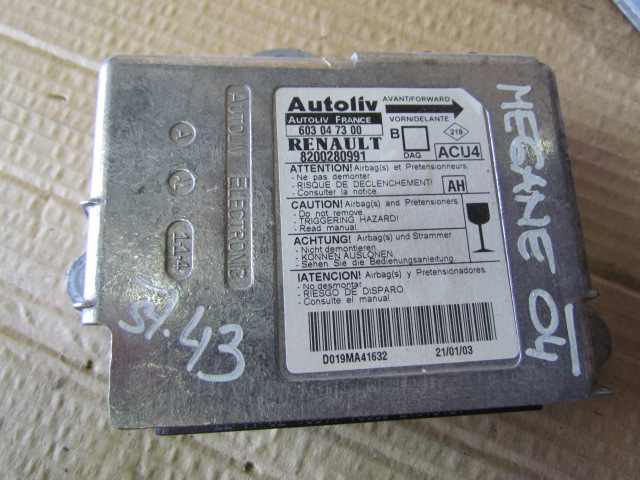 Autoliv
AVANT/FORWARD
AUTOLIV FRANCE
VORN/DELANTE
603 04 73 00
B
219
RENAULT
DAG
ACU4
8200280991
ATTENTION! Airbag(s) et Pretensionneurs.
- Ne pas demonter
- RISQUE DE DECLENCHEMENT!
- Consulter la notice
AH
CAUTION! Airbag(s) and Pretensioners
- Do not remove
- TRIGGERING HAZARD!
- Read manual
ACHTUNG! Airbag(s) und Strammer
- Nicht demontieren
- KONNEN AUSLONEN.
- Sehen Sie die Bedienungsanleitung.
!ATENCION! Airbag(s) y Pretensionadores.
- No desmontar
- RIESGO DE DISPARO.
- Consulte el manual.
D019MA41632
21/01/03
AUTOLIV ELECTRONIC
A
MEGANE 04
43